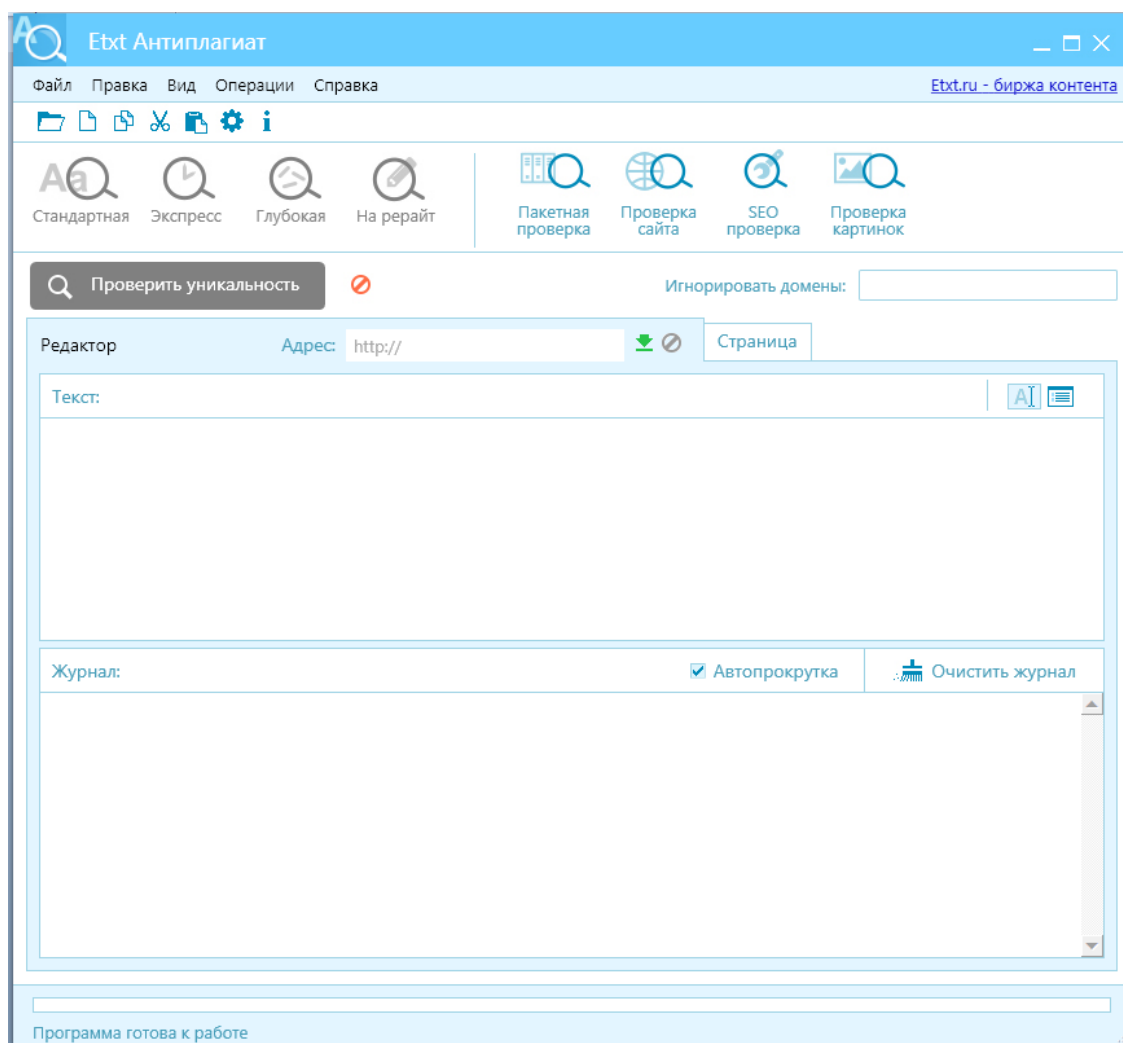 Etxt Антиплагиат
Файл Правка Вид Операции Справка Etxt.ru - биржа контента
Стандартная Экспресс Глубокая На рерайт Пакетная проверка Проверка сайта SEO проверка Проверка картинок
Проверить уникальность Игнорировать домены:
Редактор Адрес: http:// Страница
Текст:
Журнал: Автопрокрутка Очистить журнал
Программа готова к работе